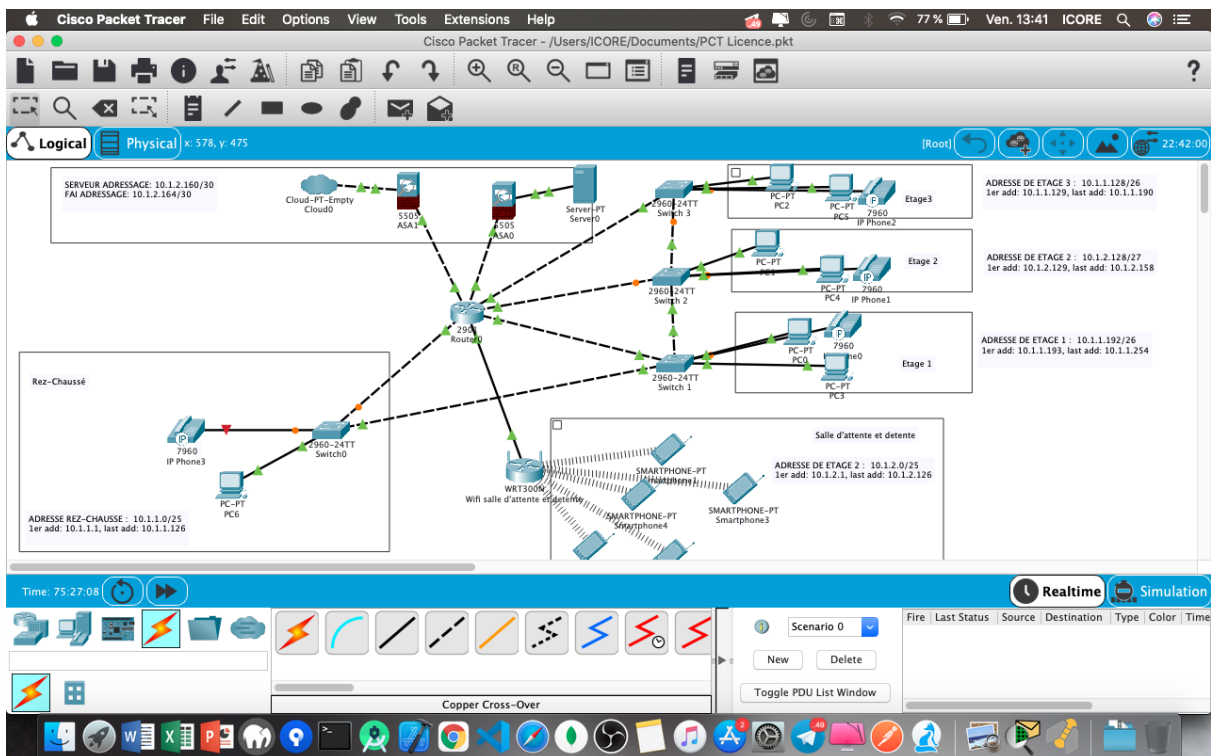 Cisco Packet Tracer File Edit Options View Tools Extensions Help
77 % Ven. 13:41 ICORE
Cisco Packet Tracer - /Users/ICORE/Documents/PCT Licence.pkt
Logical Physical x: 578, y: 475 [Root] 22:42:00
SERVEUR ADRESSAGE: 10.1.2.160/30
FAI ADRESSAGE: 10.1.2.164/30
Cloud-PT-Empty
Cloud0
5505
ASA1
5505
ASA0
Server-PT
Server0
2960-24TT
Switch 3
PC-PT
PC2
PC-PT
PC5
7960
IP Phone2
Etage3
ADRESSE DE ETAGE 3 : 10.1.1.128/26
1er add: 10.1.1.129, last add: 10.1.1.190
2960-24TT
Switch 2
PC-PT
PC1
PC-PT
PC4
7960
IP Phone1
Etage 2
ADRESSE DE ETAGE 2 : 10.1.2.128/27
1er add: 10.1.2.129, last add: 10.1.2.158
2901
Router0
2960-24TT
Switch 1
PC-PT
PC0
7960
PC-PT
PC3
Etage 1
ADRESSE DE ETAGE 1 : 10.1.1.192/26
1er add: 10.1.1.193, last add: 10.1.1.254
Rez-Chaussé
7960
IP Phone3
2960-24TT
Switch0
PC-PT
PC6
ADRESSE REZ-CHAUSSE : 10.1.1.0/25
1er add: 10.1.1.1, last add: 10.1.1.126
WRT300N
Wifi salle d'attente et detente
Salle d'attente et detente
ADRESSE DE ETAGE 2 : 10.1.2.0/25
1er add: 10.1.2.1, last add: 10.1.2.126
SMARTPHONE-PT
Smartphone1
SMARTPHONE-PT
Smartphone4
SMARTPHONE-PT
Smartphone3
Time: 75:27:08 Realtime Simulation
Scenario 0
New Delete
Toggle PDU List Window
Fire Last Status Source Destination Type Color Time
Copper Cross-Over